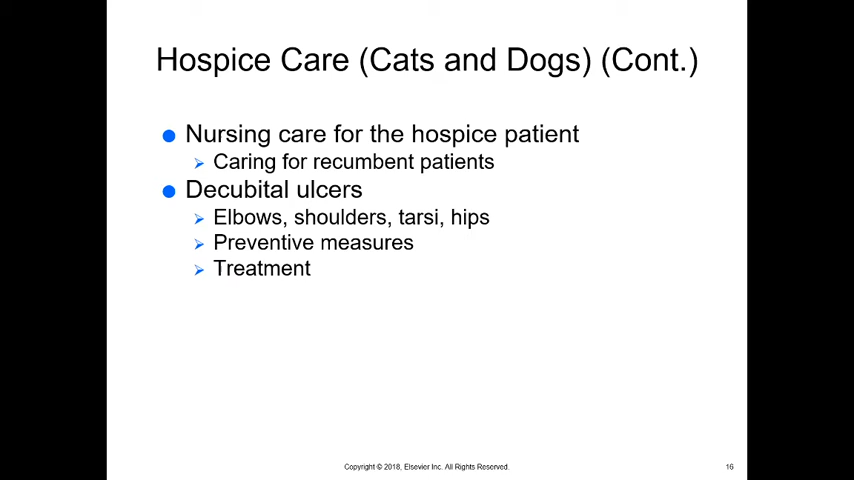 Hospice Care (Cats and Dogs) (Cont.)
Nursing care for the hospice patient
Caring for recumbent patients
Decubital ulcers
Elbows, shoulders, tarsi, hips
Preventive measures
Treatment
Copyright © 2018, Elsevier Inc. All Rights Reserved.
16